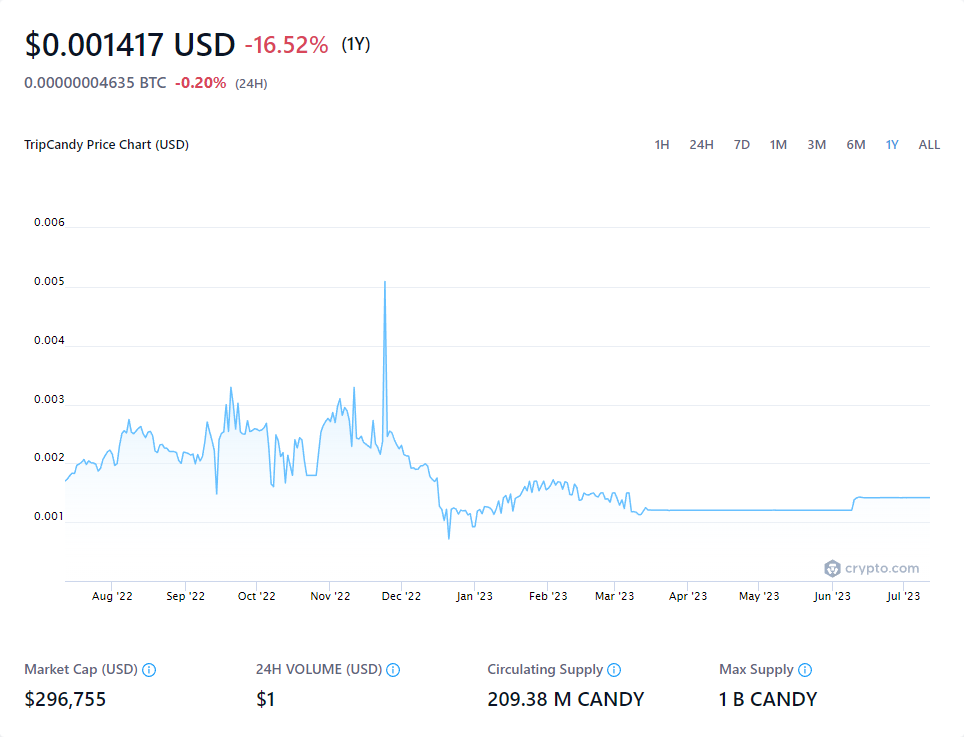 $0.001417 USD -16.52% (1Y)
0.00000004635 BTC -0.20% (24H)
TripCandy Price Chart (USD) 1H 24H 7D 1M 3M 6M 1Y ALL
0.006
0.005
0.004
0.003
0.002
0.001
crypto.com
Aug '22 Sep '22 Oct '22 Nov '22 Dec '22 Jan '23 Feb '23 Mar '23 Apr '23 May '23 Jun '23 Jul '23
Market Cap (USD) 24H VOLUME (USD) Circulating Supply Max Supply
$296,755 $1 209.38 M CANDY 1 B CANDY